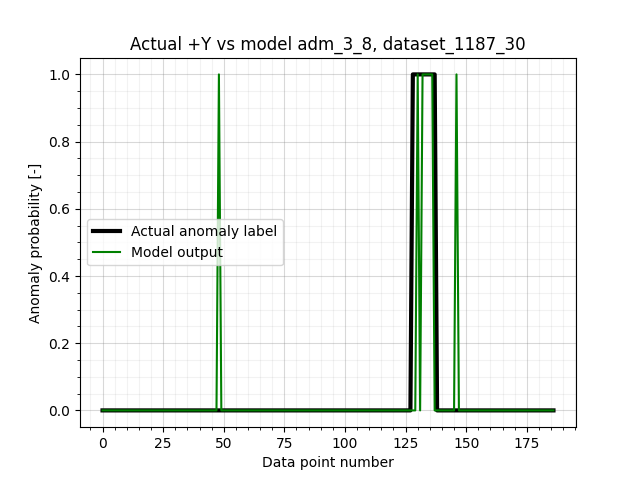 Actual +Y vs model adm_3_8, dataset_1187_30
1.0
0.8
0.6
0.4
0.2
0.0
Anomaly probability [-]
Actual anomaly label
Model output
0 25 50 75 100 125 150 175
Data point number